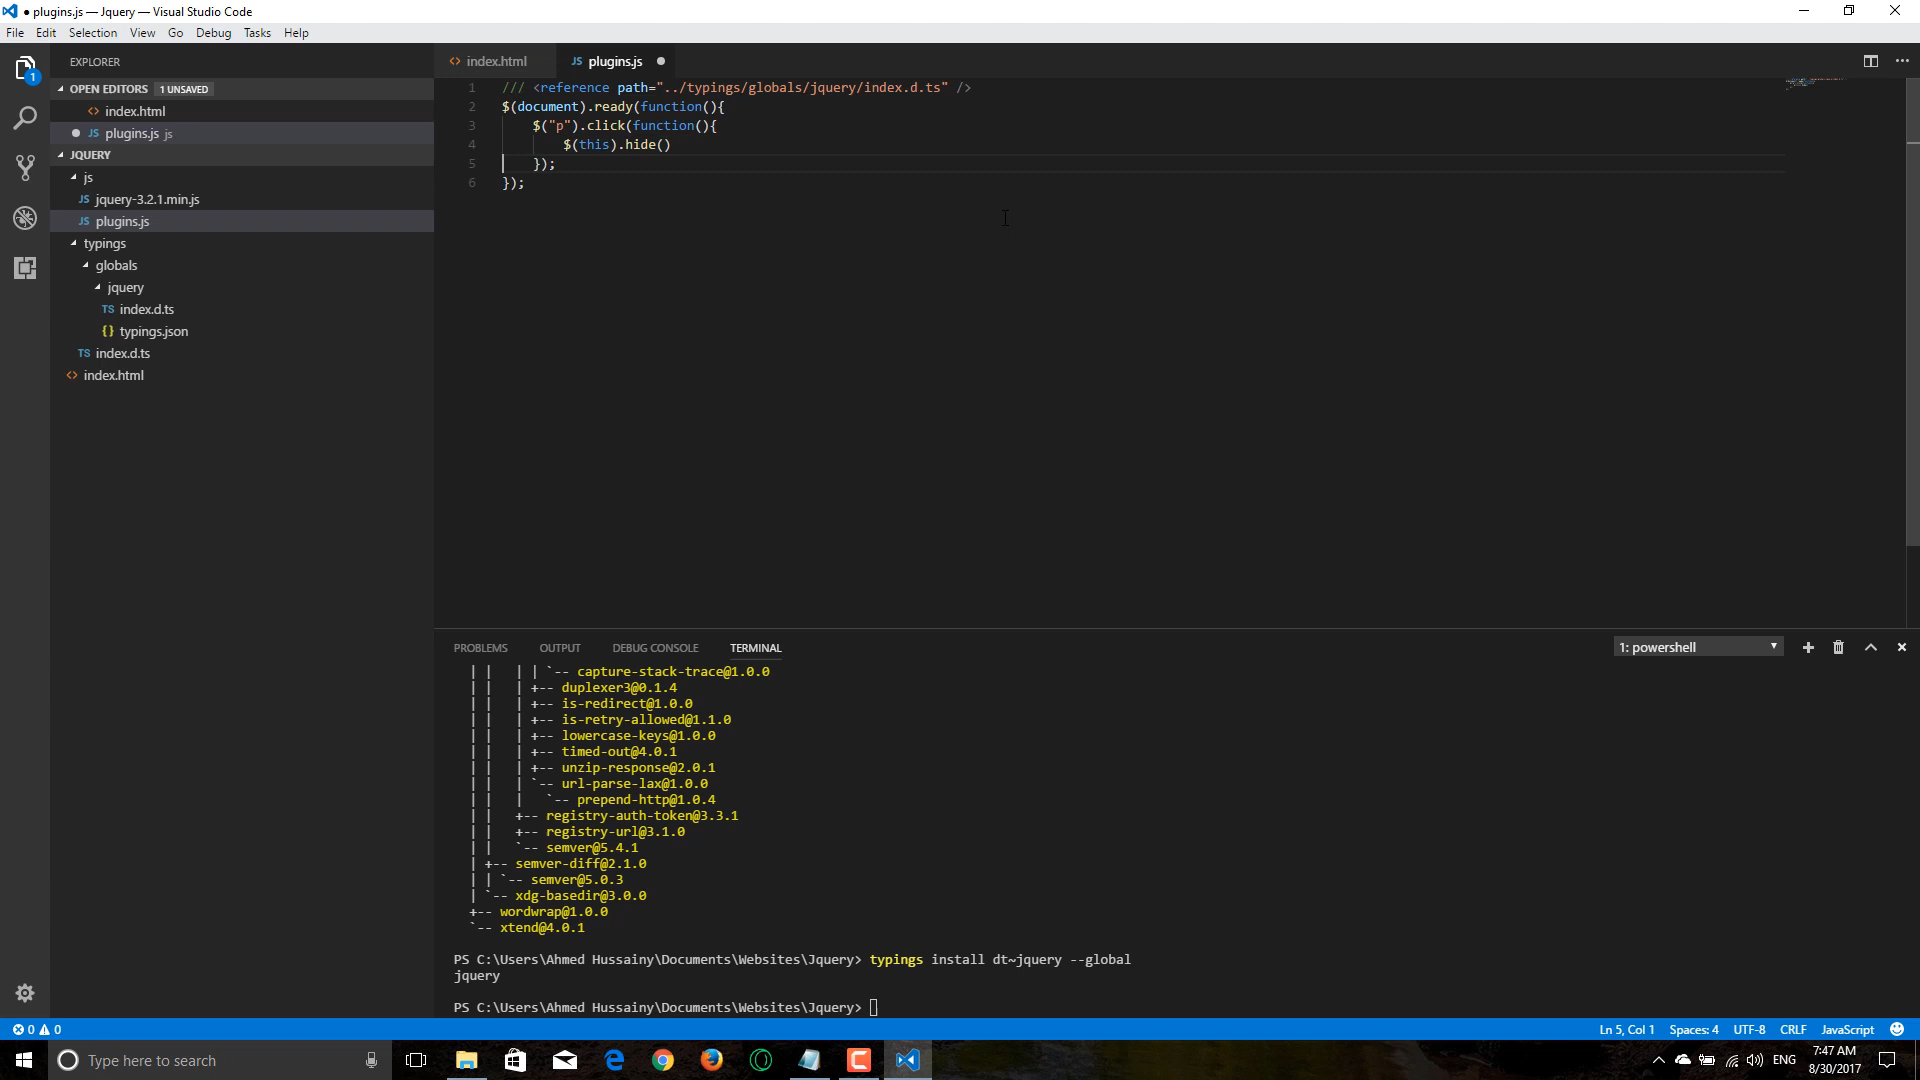 ● plugins.js — Jquery — Visual Studio Code
File Edit Selection View Go Debug Tasks Help
1
EXPLORER
OPEN EDITORS 1 UNSAVED
<> index.html
● JS plugins.js js
JQUERY
js
JS jquery-3.2.1.min.js
JS plugins.js
typings
globals
jquery
TS index.d.ts
{} typings.json
TS index.d.ts
<> index.html
<> index.html JS plugins.js ●
1 /// <reference path="../typings/globals/jquery/index.d.ts" />
2 $(document).ready(function(){
3 $("p").click(function(){
4 $(this).hide()
5 });
6 });
PROBLEMS OUTPUT DEBUG CONSOLE TERMINAL 1: powershell
| | | | `-- capture-stack-trace@1.0.0
| | | +-- duplexer3@0.1.4
| | | +-- is-redirect@1.0.0
| | | +-- is-retry-allowed@1.1.0
| | | +-- lowercase-keys@1.0.0
| | | +-- timed-out@4.0.1
| | | +-- unzip-response@2.0.1
| | | `-- url-parse-lax@1.0.0
| | | `-- prepend-http@1.0.4
| | +-- registry-auth-token@3.3.1
| | +-- registry-url@3.1.0
| | `-- semver@5.4.1
| +-- semver-diff@2.1.0
| | `-- semver@5.0.3
| `-- xdg-basedir@3.0.0
+-- wordwrap@1.0.0
`-- xtend@4.0.1
PS C:\Users\Ahmed Hussainy\Documents\Websites\Jquery> typings install dt~jquery --global
jquery
PS C:\Users\Ahmed Hussainy\Documents\Websites\Jquery>
0 0 Ln 5, Col 1 Spaces: 4 UTF-8 CRLF JavaScript
Type here to search ENG 7:47 AM
8/30/2017